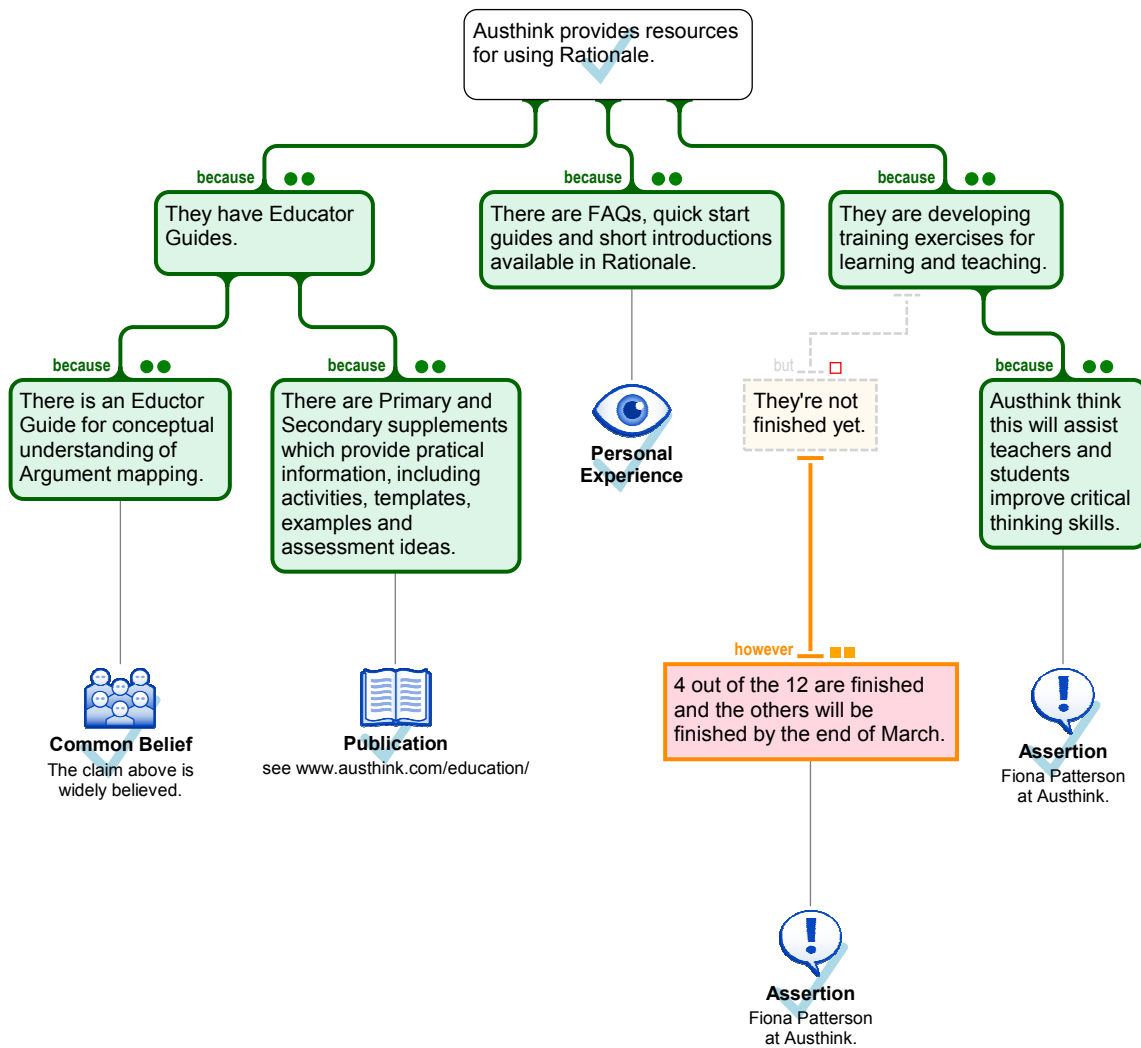 Austhink provides resources
for using Rationale.
because
They have Educator
Guides.
because
There are FAQs, quick start
guides and short introductions
available in Rationale.
because
They are developing
training exercises for
learning and teaching.
because
There is an Eductor
Guide for conceptual
understanding of
Argument mapping.
because
There are Primary and
Secondary supplements
which provide pratical
information, including
activities, templates,
examples and
assessment ideas.
Personal
Experience
but
They're not
finished yet.
because
Austhink think
this will assist
teachers and
students
improve critical
thinking skills.
Common Belief
The claim above is
widely believed.
Publication
see www.austhink.com/education/
however
4 out of the 12 are finished
and the others will be
finished by the end of March.
Assertion
Fiona Patterson
at Austhink.
Assertion
Fiona Patterson
at Austhink.